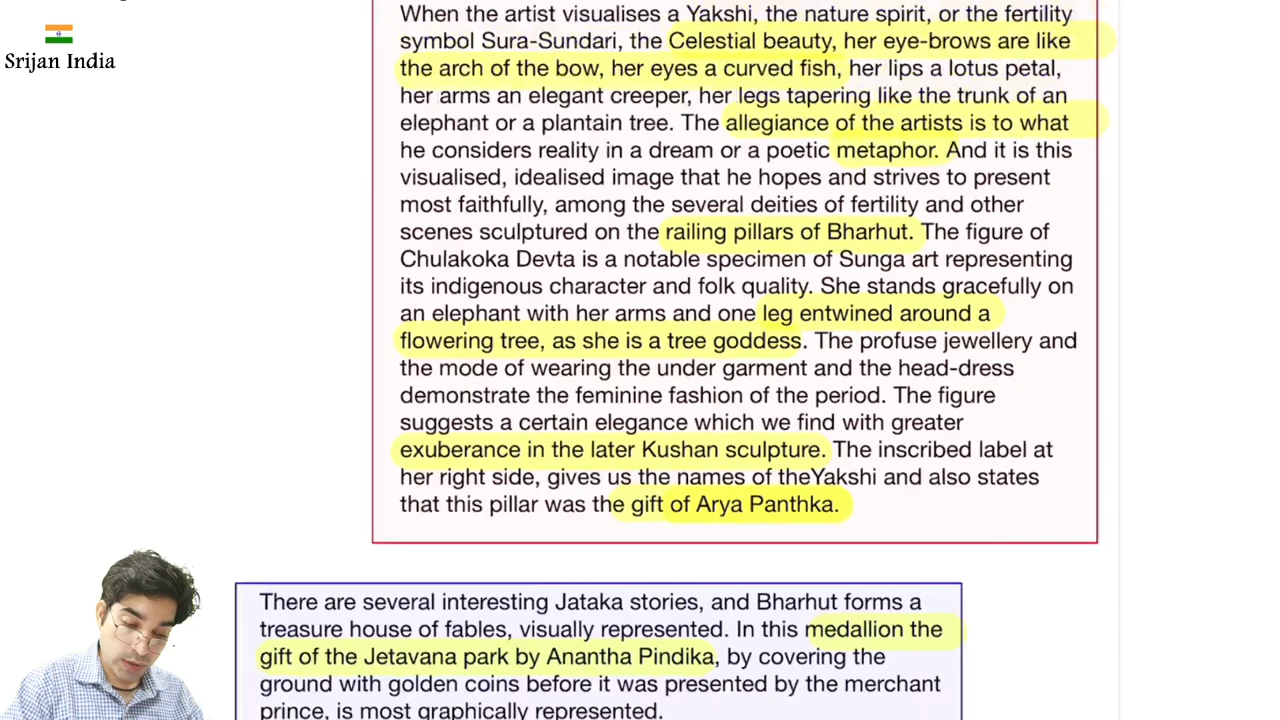 Srijan India
When the artist visualises a Yakshi, the nature spirit, or the fertility
symbol Sura-Sundari, the Celestial beauty, her eye-brows are like
the arch of the bow, her eyes a curved fish, her lips a lotus petal,
her arms an elegant creeper, her legs tapering like the trunk of an
elephant or a plantain tree. The allegiance of the artists is to what
he considers reality in a dream or a poetic metaphor. And it is this
visualised, idealised image that he hopes and strives to present
most faithfully, among the several deities of fertility and other
scenes sculptured on the railing pillars of Bharhut. The figure of
Chulakoka Devta is a notable specimen of Sunga art representing
its indigenous character and folk quality. She stands gracefully on
an elephant with her arms and one leg entwined around a
flowering tree, as she is a tree goddess. The profuse jewellery and
the mode of wearing the under garment and the head-dress
demonstrate the feminine fashion of the period. The figure
suggests a certain elegance which we find with greater
exuberance in the later Kushan sculpture. The inscribed label at
her right side, gives us the names of theYakshi and also states
that this pillar was the gift of Arya Panthka.
There are several interesting Jataka stories, and Bharhut forms a
treasure house of fables, visually represented. In this medallion the
gift of the Jetavana park by Anantha Pindika, by covering the
ground with golden coins before it was presented by the merchant
prince, is most graphically represented.